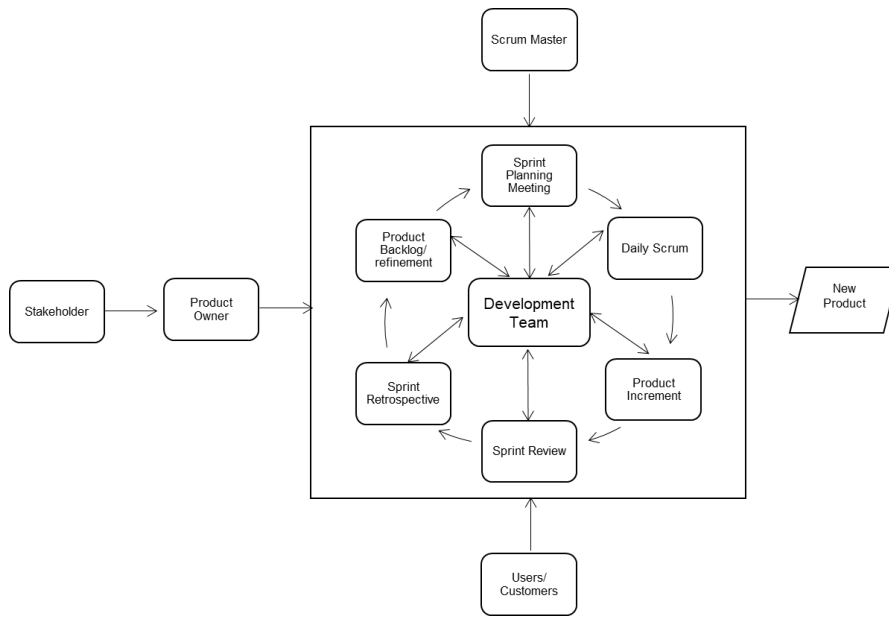 Scrum Master
Sprint
Planning
Meeting
Product
Backlog/
refinement
Daily Scrum
Stakeholder
Product
Owner
Development
Team
New
Product
Sprint
Retrospective
Product
Increment
Sprint Review
Users/
Customers